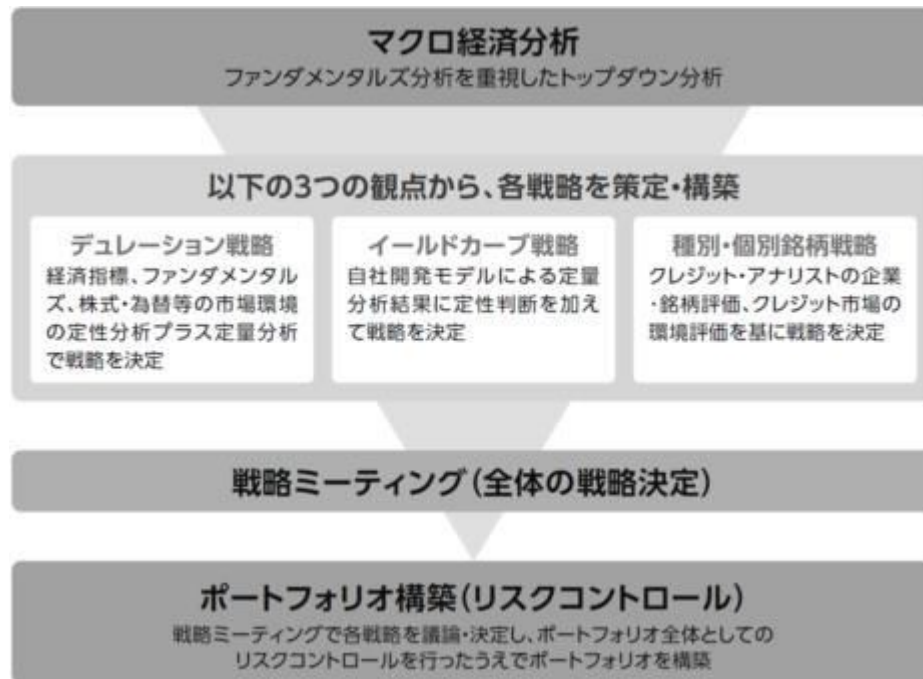 マクロ経済分析
ファンダメンタルズ分析を重視したトップダウン分析
以下の3つの観点から、各戦略を策定・構築
デュレーション戦略
経済指標、ファンダメンタル
ズ、株式・為替等の市場環境
の定性分析プラス定量分析
で戦略を決定
イールドカーブ戦略
自社開発モデルによる定量
分析結果に定性判断を加え
て戦略を決定
種別・個別銘柄戦略
クレジット・アナリストの企業
・銘柄評価、クレジット市場の
環境評価を基に戦略を決定
戦略ミーティング(全体の戦略決定)
ポートフォリオ構築(リスクコントロール)
戦略ミーティングで各戦略を議論・決定し、ポートフォリオ全体としての
リスクコントロールを行ったうえでポートフォリオを構築